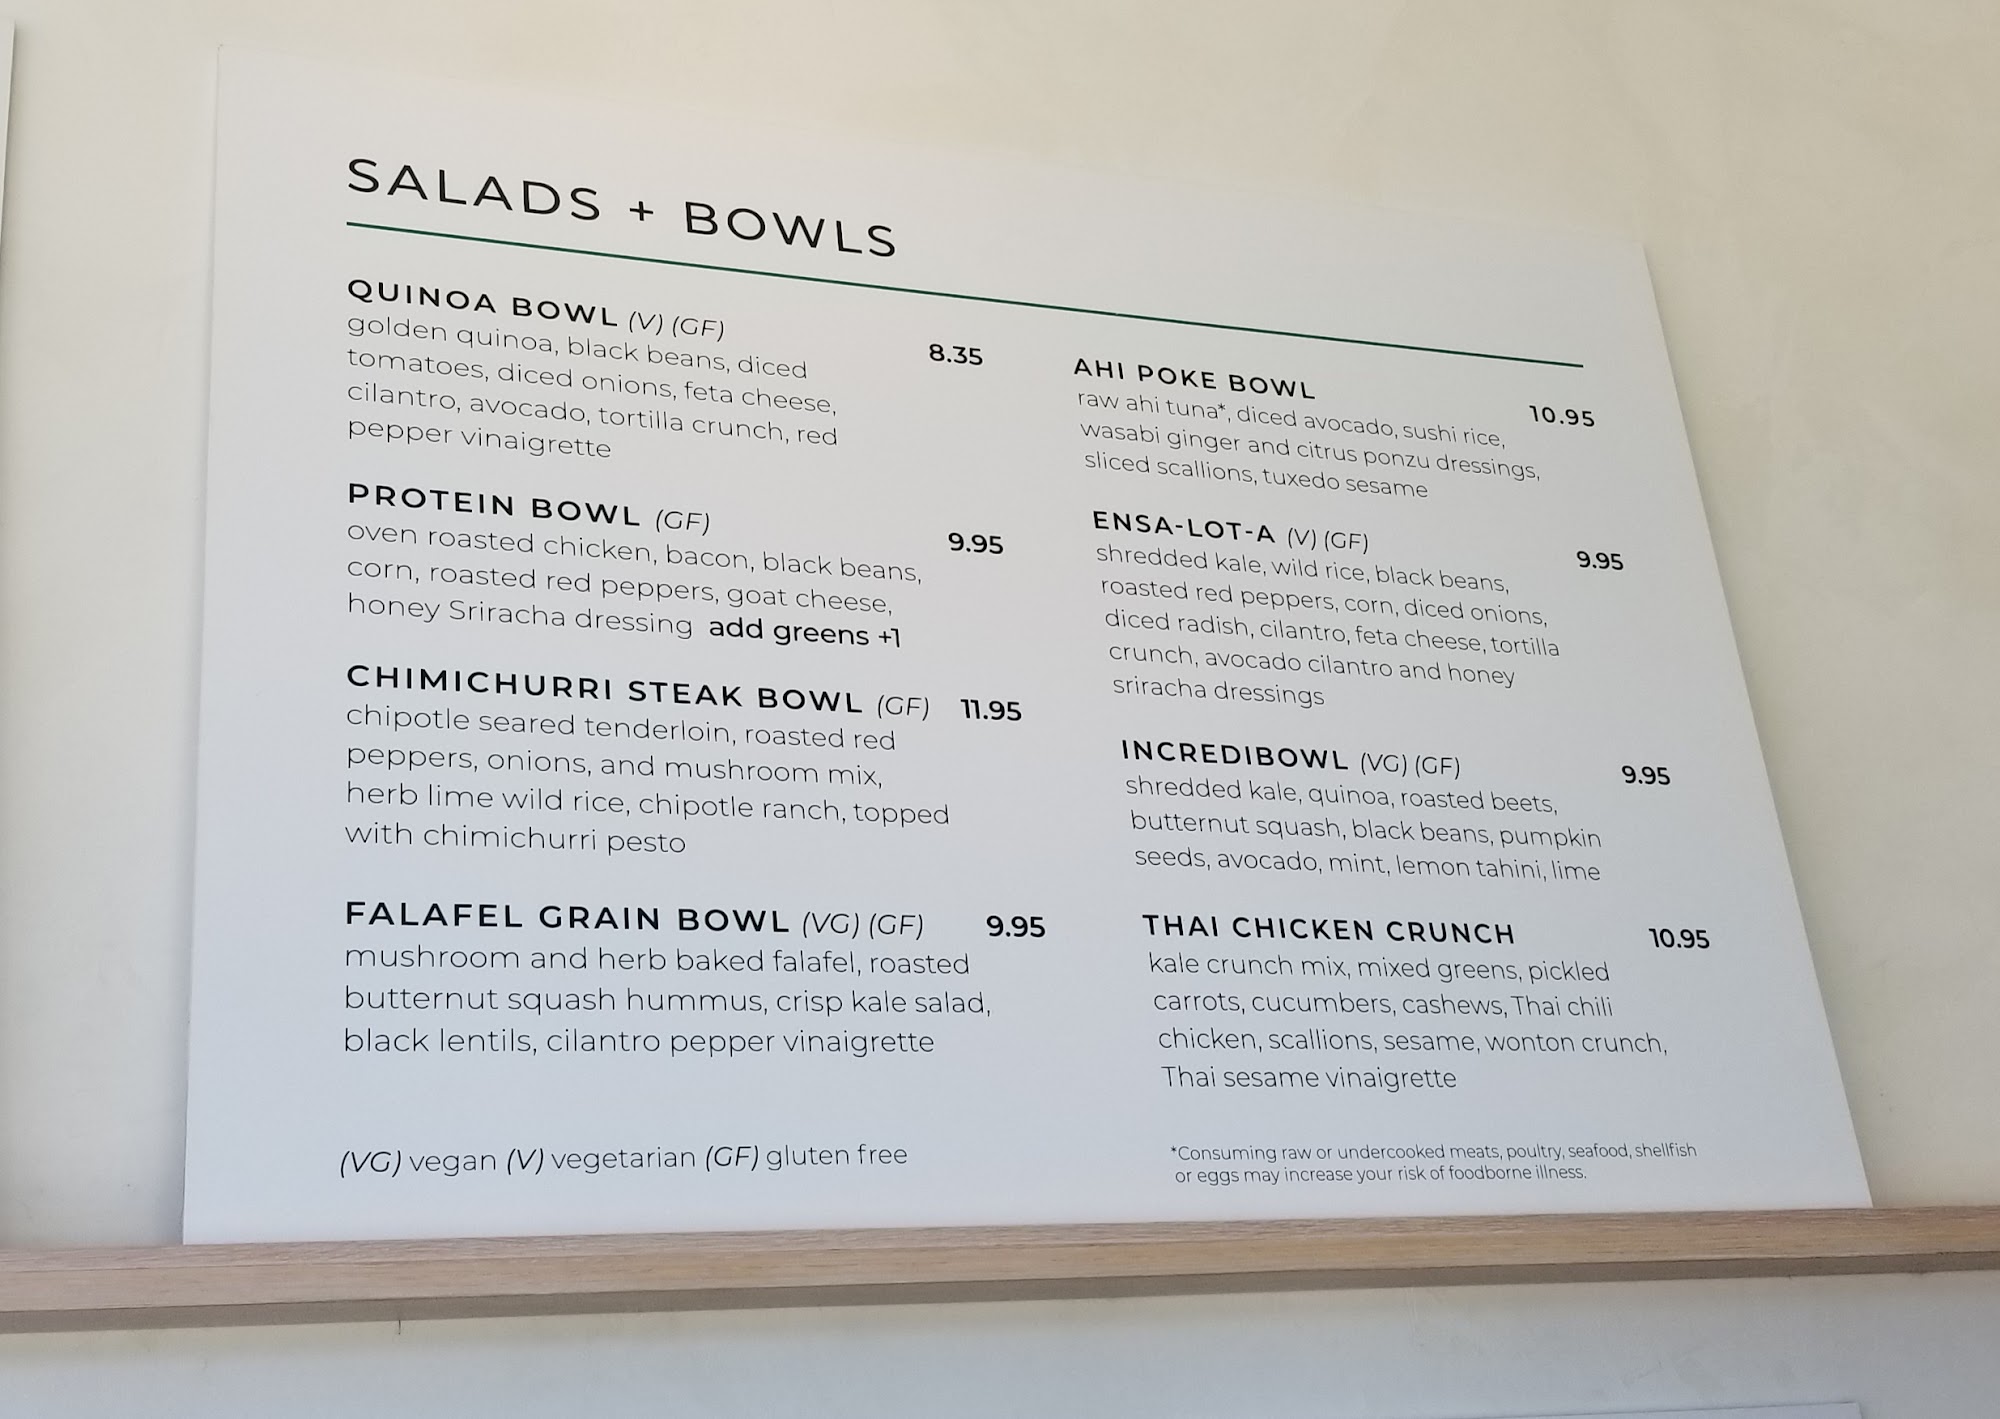 SALADS + BOWLS
QUINOA BOWL (V) (GF)
8.35
golden quinoa, black beans, diced
tomatoes, diced onions, feta cheese,
cilantro, avocado, tortilla crunch, red
pepper vinaigrette
PROTEIN BOWL (GF)
9.95
oven roasted chicken, bacon, black beans,
corn, roasted red peppers, goat cheese,
honey Sriracha dressing add greens +1
CHIMICHURRI STEAK BOWL (GF) 11.95
chipotle seared tenderloin, roasted red
peppers, onions, and mushroom mix,
herb lime wild rice, chipotle ranch, topped
with chimichurri pesto
FALAFEL GRAIN BOWL (VG) (GF) 9.95
mushroom and herb baked falafel, roasted
butternut squash hummus, crisp kale salad,
black lentils, cilantro pepper vinaigrette
(VG) vegan (V) vegetarian (GF) gluten free
AHI POKE BOWL
10.95
raw ahi tuna*, diced avocado, sushi rice,
wasabi ginger and citrus ponzu dressings,
sliced scallions, tuxedo sesame
ENSA-LOT-A (V) (GF)
9.95
shredded kale, wild rice, black beans,
roasted red peppers, corn, diced onions,
diced radish, cilantro, feta cheese, tortilla
crunch, avocado cilantro and honey
sriracha dressings
INCREDIBOWL (VG) (GF)
9.95
shredded kale, quinoa, roasted beets,
butternut squash, black beans, pumpkin
seeds, avocado, mint, lemon tahini, lime
THAI CHICKEN CRUNCH
10.95
kale crunch mix, mixed greens, pickled
carrots, cucumbers, cashews, Thai chili
chicken, scallions, sesame, wonton crunch,
Thai sesame vinaigrette
*Consuming raw or undercooked meats, poultry, seafood, shellfish
or eggs may increase your risk of foodborne illness.